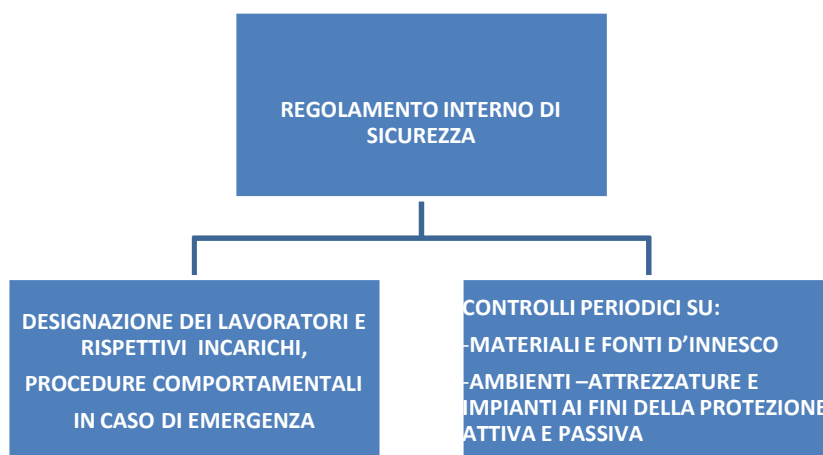 REGOLAMENTO INTERNO DI
SICUREZZA
DESIGNAZIONE DEI LAVORATORI E
RISPETTIVI INCARICHI,
PROCEDURE COMPORTAMENTALI
IN CASO DI EMERGENZA
CONTROLLI PERIODICI SU:
-MATERIALI E FONTI D’INNESCO
-AMBIENTI –ATTREZZATURE E
IMPIANTI AI FINI DELLA PROTEZIONE
ATTIVA E PASSIVA